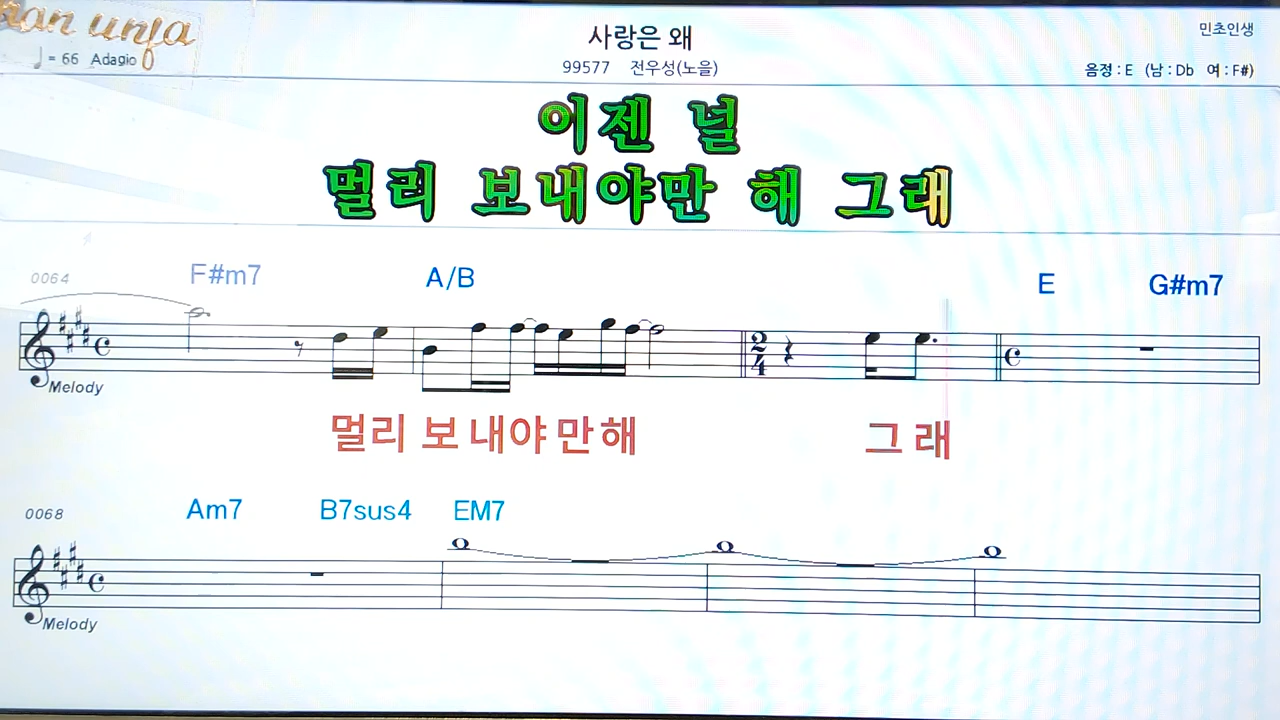 사랑은 왜
민초인생
♩ = 66 Adagio
99577 전우성(노을)
음정 : E (남 : Db 여 : F#)
이젠 널
멀리 보내야만 해 그래
0064 F#m7 A/B E G#m7
2
4
Melody
멀리 보내야만해 그래
0068 Am7 B7sus4 EM7
Melody